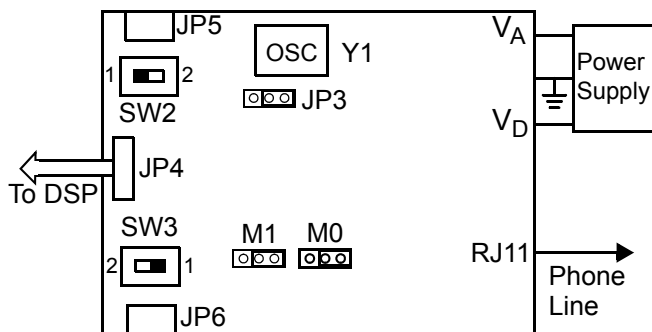 JP5
OSC Y1
VA
Power
Supply
1 2
SW2
JP3
VD
JP4
To DSP
SW3
M1 M0
RJ11
2 1
Phone
Line
JP6